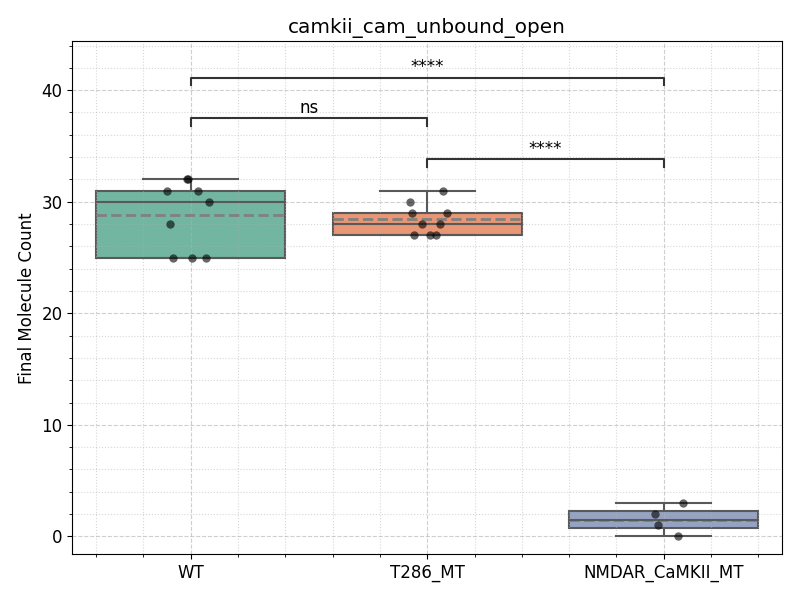 camkii_cam_unbound_open
****
ns
****
Final Molecule Count
40
30
20
10
0
WT
T286_MT
NMDAR_CaMKII_MT